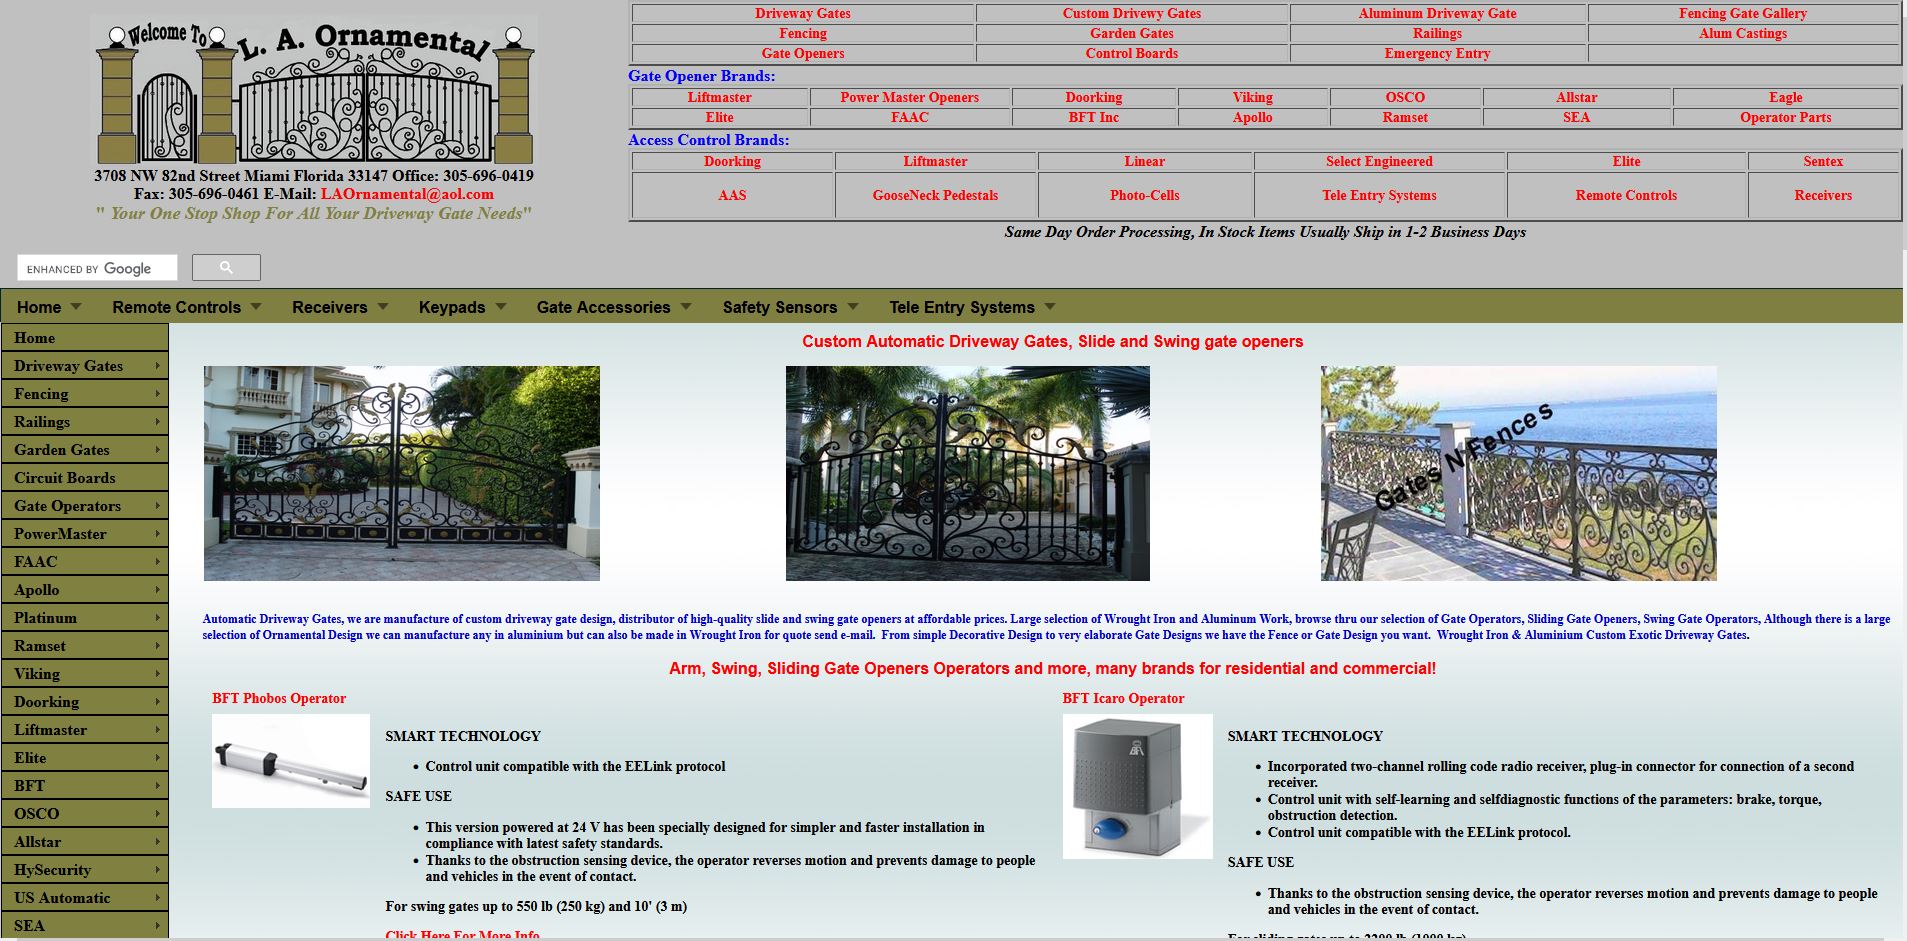 Welcome To L. A. Ornamental
3708 NW 82nd Street Miami Florida 33147 Office: 305-696-0419
Fax: 305-696-0461 E-Mail: LAOrnamental@aol.com
" Your One Stop Shop For All Your Driveway Gate Needs"
Driveway Gates Custom Drivewy Gates Aluminum Driveway Gate Fencing Gate Gallery
Fencing Garden Gates Railings Alum Castings
Gate Openers Control Boards Emergency Entry
Gate Opener Brands:
Liftmaster Power Master Openers Doorking Viking OSCO Allstar Eagle
Elite FAAC BFT Inc Apollo Ramset SEA Operator Parts
Access Control Brands:
Doorking Liftmaster Linear Select Engineered Elite Sentex
AAS GooseNeck Pedestals Photo-Cells Tele Entry Systems Remote Controls Receivers
Same Day Order Processing, In Stock Items Usually Ship in 1-2 Business Days
ENHANCED BY Google
Home Remote Controls Receivers Keypads Gate Accessories Safety Sensors Tele Entry Systems
Home
Driveway Gates
Fencing
Railings
Garden Gates
Circuit Boards
Gate Operators
PowerMaster
FAAC
Apollo
Platinum
Ramset
Viking
Doorking
Liftmaster
Elite
BFT
OSCO
Allstar
HySecurity
US Automatic
SEA
Custom Automatic Driveway Gates, Slide and Swing gate openers
Gates N Fences
Automatic Driveway Gates, we are manufacture of custom driveway gate design, distributor of high-quality slide and swing gate openers at affordable prices. Large selection of Wrought Iron and Aluminum Work, browse thru our selection of Gate Operators, Sliding Gate Openers, Swing Gate Operators, Although there is a large
selection of Ornamental Design we can manufacture any in aluminium but can also be made in Wrought Iron for quote send e-mail. From simple Decorative Design to very elaborate Gate Designs we have the Fence or Gate Design you want. Wrought Iron & Aluminium Custom Exotic Driveway Gates.
Arm, Swing, Sliding Gate Openers Operators and more, many brands for residential and commercial!
BFT Phobos Operator
SMART TECHNOLOGY
• Control unit compatible with the EELink protocol
SAFE USE
• This version powered at 24 V has been specially designed for simpler and faster installation in
compliance with latest safety standards.
• Thanks to the obstruction sensing device, the operator reverses motion and prevents damage to people
and vehicles in the event of contact.
For swing gates up to 550 lb (250 kg) and 10' (3 m)
Click Here For More Info
BFT Icaro Operator
BFT
SMART TECHNOLOGY
• Incorporated two-channel rolling code radio receiver, plug-in connector for connection of a second
receiver.
• Control unit with self-learning and selfdiagnostic functions of the parameters: brake, torque,
obstruction detection.
• Control unit compatible with the EELink protocol.
SAFE USE
• Thanks to the obstruction sensing device, the operator reverses motion and prevents damage to people
and vehicles in the event of contact.
For sliding gates up to 2200 lb (1000 kg)